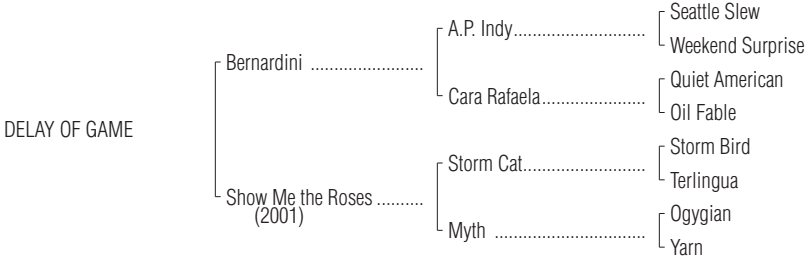 Seattle Slew
A.P. Indy..............................
Weekend Surprise
Bernardini ........................
Quiet American
Cara Rafaela........................
Oil Fable
DELAY OF GAME
Storm Bird
Storm Cat............................
Terlingua
Show Me the Roses ..........
(2001)
Ogygian
Myth ..................................
Yarn